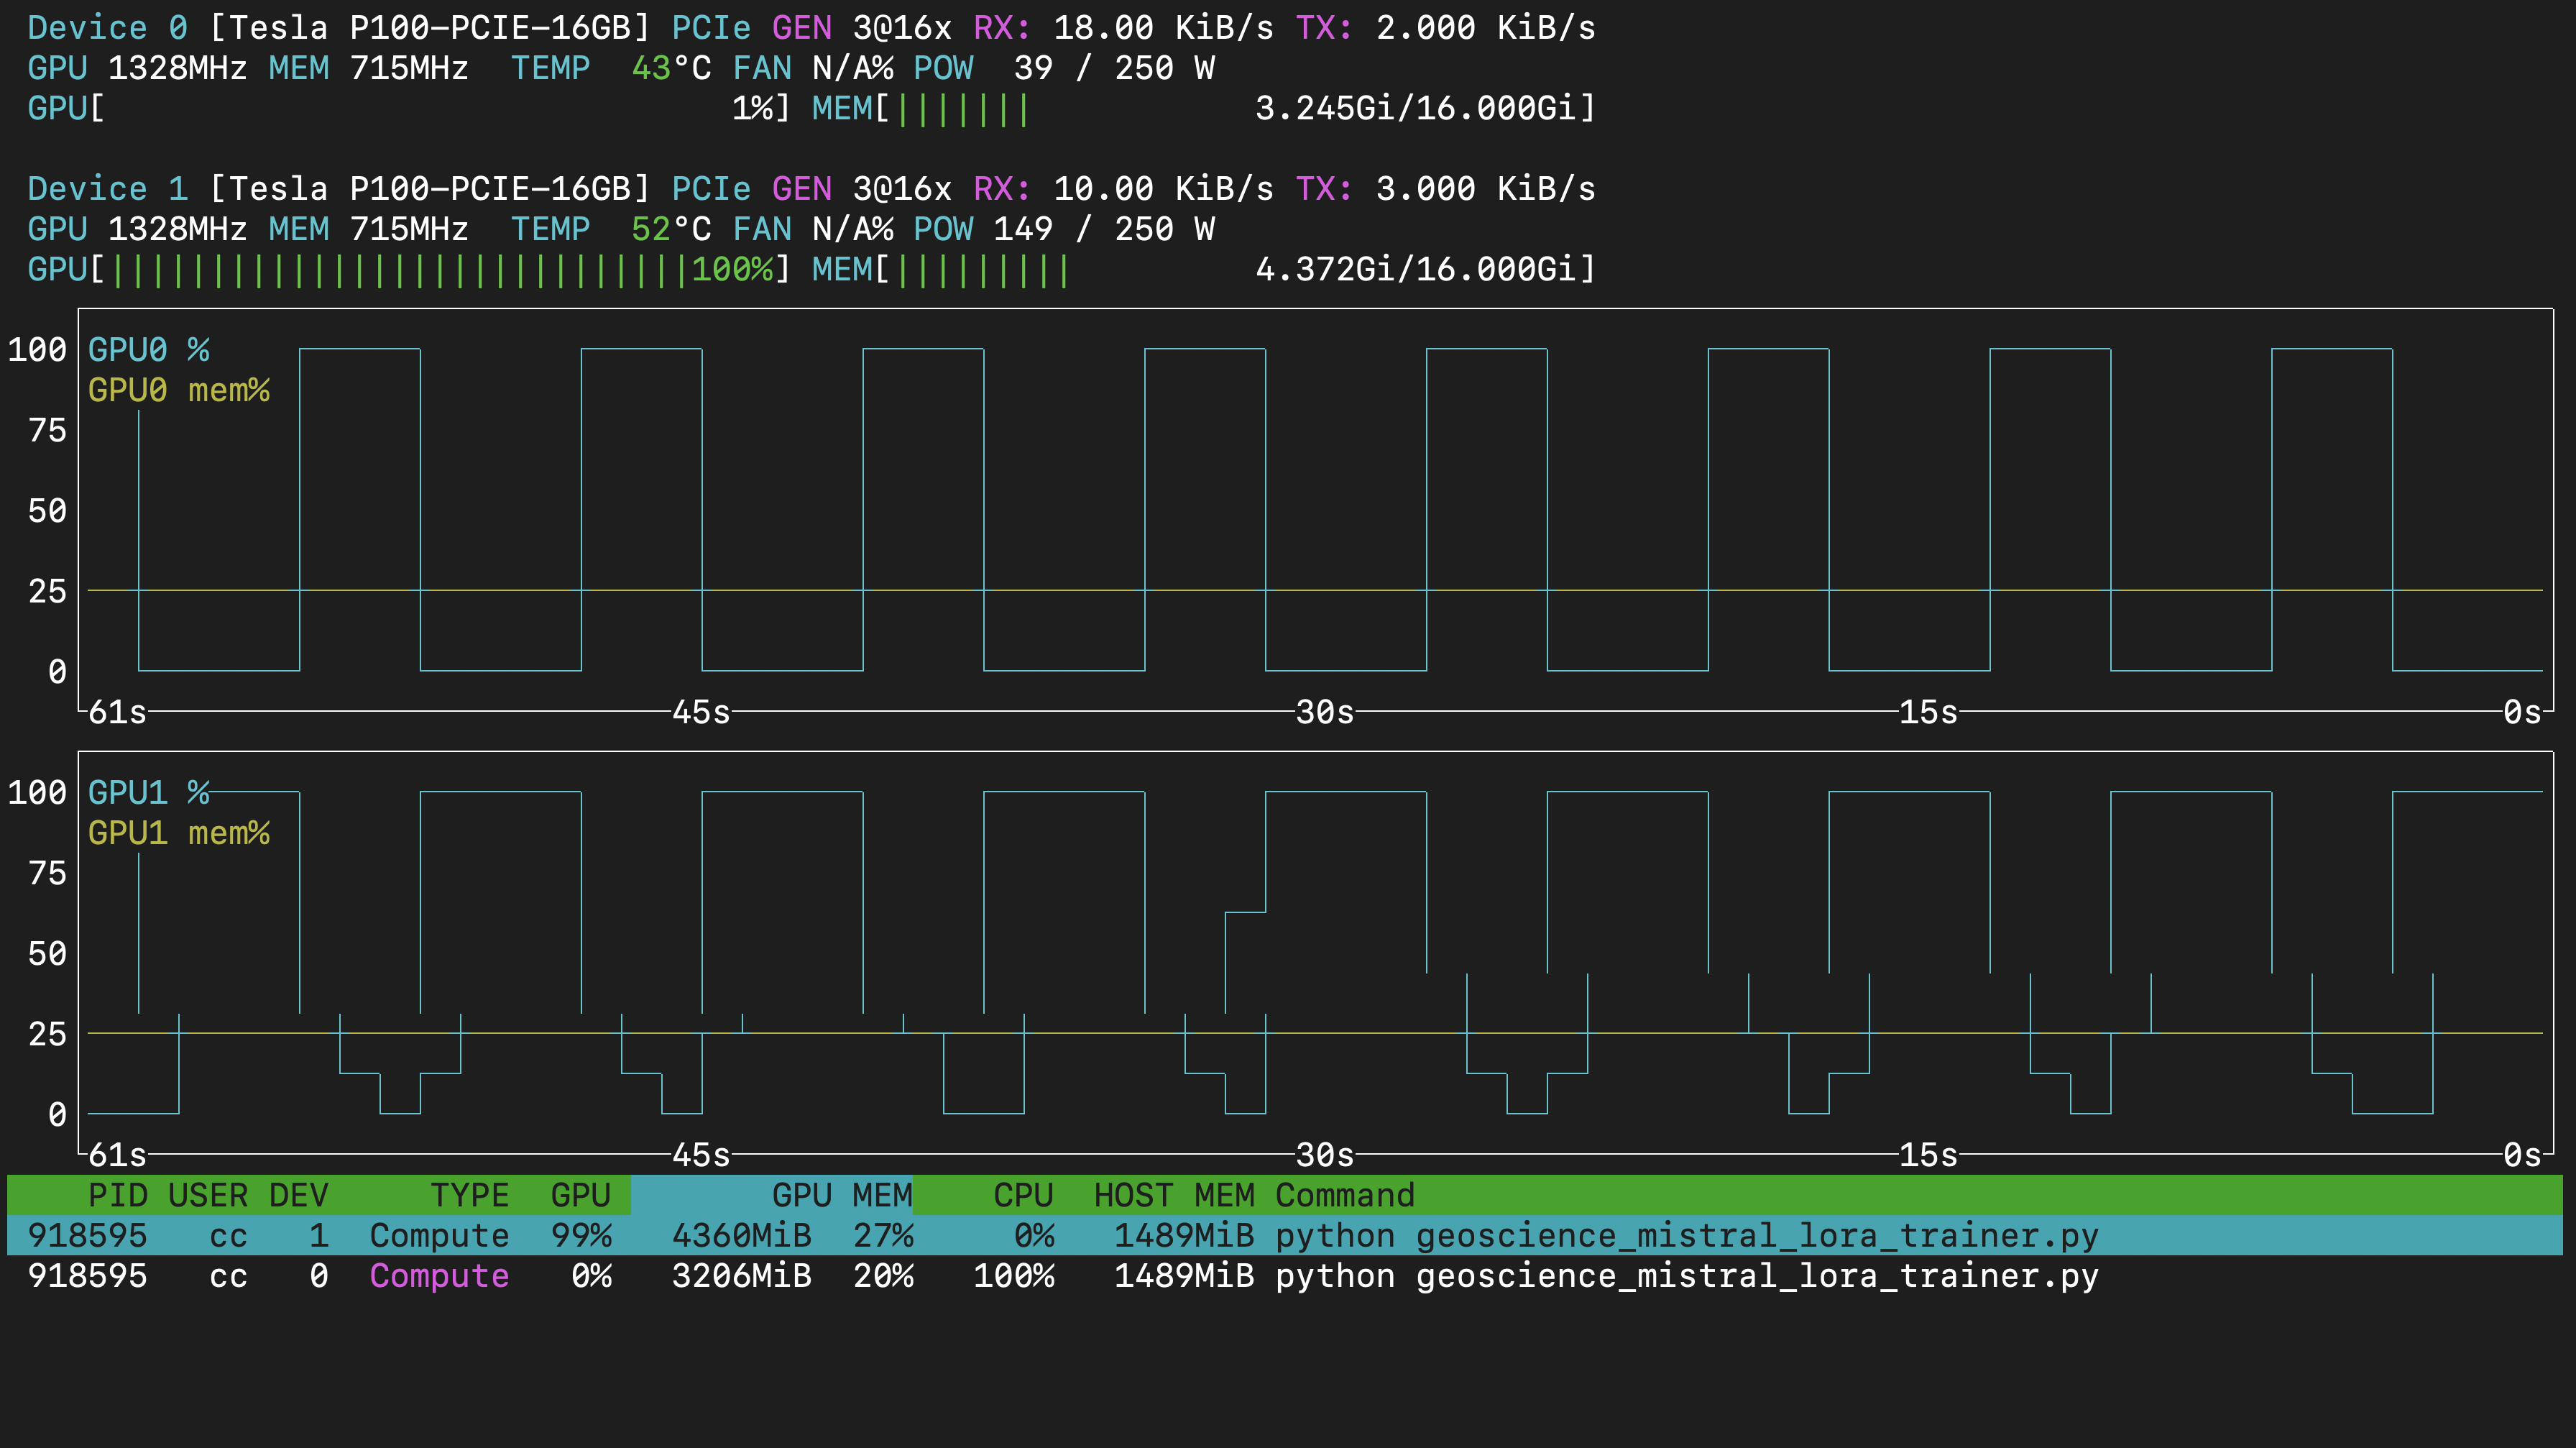 Device 0 [Tesla P100-PCIE-16GB] PCIe GEN 3@16x RX: 18.00 KiB/s TX: 2.000 KiB/s
GPU 1328MHz MEM 715MHz TEMP 43°C FAN N/A% POW 39 / 250 W
GPU[ 1%] MEM[||||||| 3.245Gi/16.000Gi]
Device 1 [Tesla P100-PCIE-16GB] PCIe GEN 3@16x RX: 10.00 KiB/s TX: 3.000 KiB/s
GPU 1328MHz MEM 715MHz TEMP 52°C FAN N/A% POW 149 / 250 W
GPU[|||||||||||||||||||||||||||||100%] MEM[||||||||| 4.372Gi/16.000Gi]
100 GPU0 %
GPU0 mem%
75
50
25
0
61s 45s 30s 15s 0s
100 GPU1 %
GPU1 mem%
75
50
25
0
61s 45s 30s 15s 0s
PID USER DEV TYPE GPU GPU MEM CPU HOST MEM Command
918595 cc 1 Compute 99% 4360MiB 27% 0% 1489MiB python geoscience_mistral_lora_trainer.py
918595 cc 0 Compute 0% 3206MiB 20% 100% 1489MiB python geoscience_mistral_lora_trainer.py